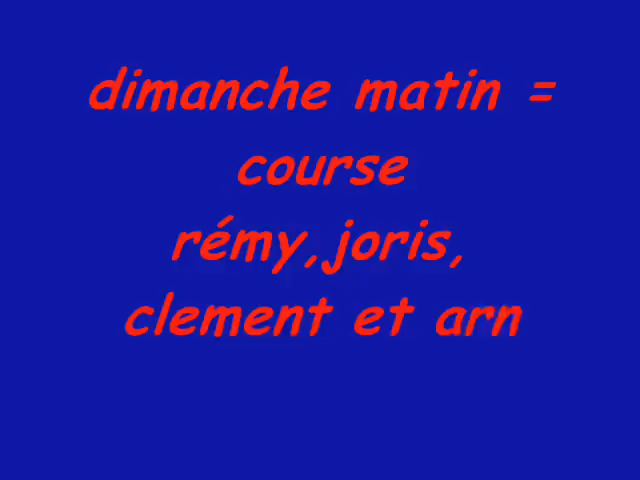 dimanche matin =
course
rémy,joris,
clement et arn